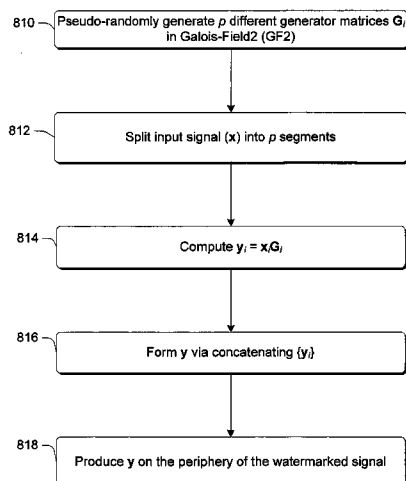 810
Pseudo-randomly generate p different generator matrices Gi
in Galois-Field2 (GF2)
812
Split input signal (x) into p segments
814
Compute yi = xiGi
816
Form y via concatenating {yi}
818
Produce y on the periphery of the watermarked signal